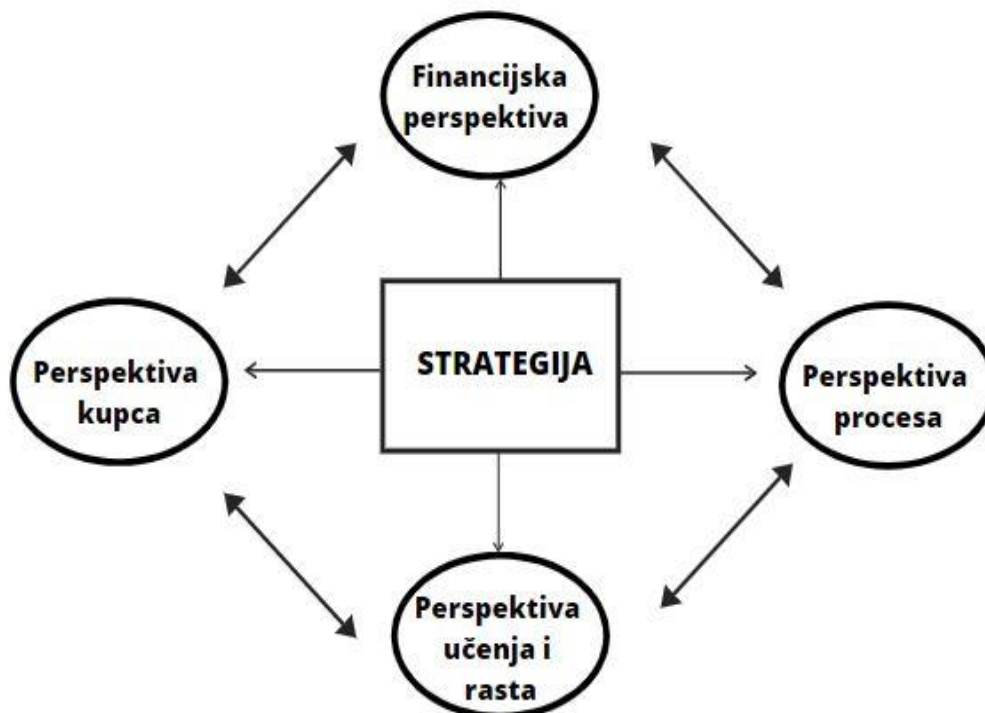 Financijska
perspektiva
Perspektiva
kupca
STRATEGIJA
Perspektiva
procesa
Perspektiva
učenja i
rasta